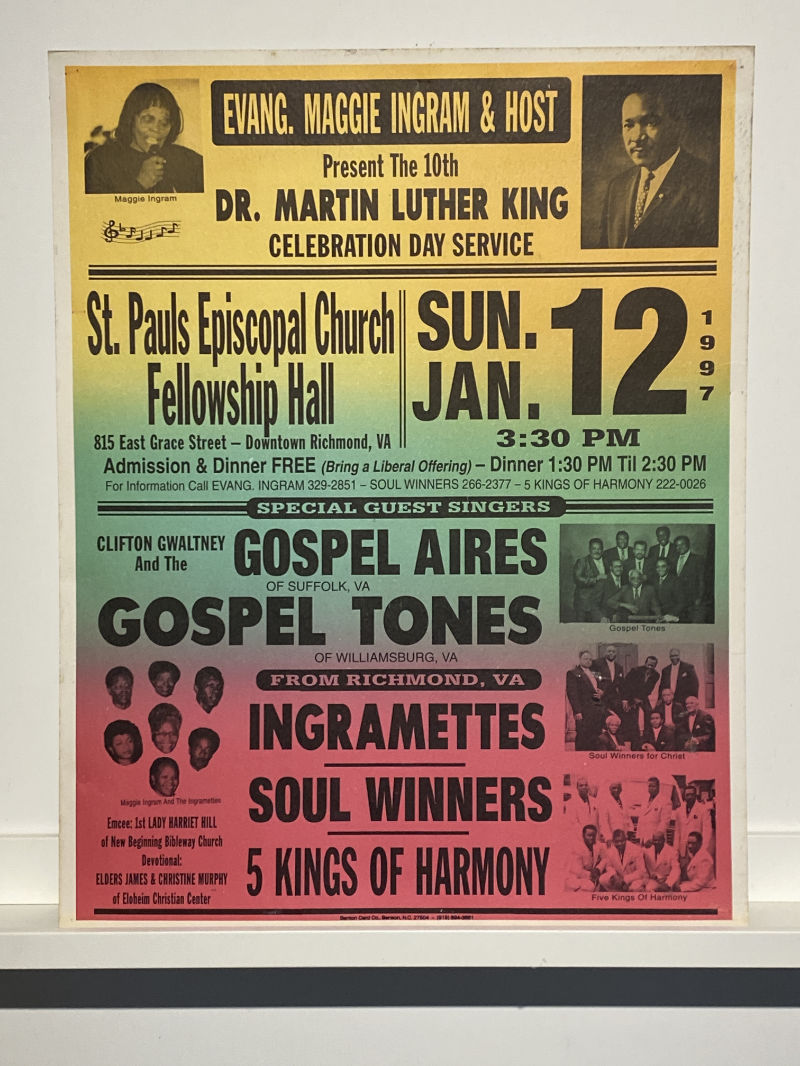 EVANG. MAGGIE INGRAM & HOST
Maggie Ingram
Present The 10th
DR. MARTIN LUTHER KING
CELEBRATION DAY SERVICE
St. Pauls Episcopal Church
Fellowship Hall
815 East Grace Street – Downtown Richmond, VA
SUN.
JAN. 12
1997
3:30 PM
Admission & Dinner FREE (Bring a Liberal Offering) – Dinner 1:30 PM Til 2:30 PM
For Information Call EVANG. INGRAM 329-2851 – SOUL WINNERS 266-2377 – 5 KINGS OF HARMONY 222-0026
SPECIAL GUEST SINGERS
CLIFTON GWALTNEY
And The
GOSPEL AIRES
OF SUFFOLK, VA
GOSPEL TONES
OF WILLIAMSBURG, VA
Gospel Tones
FROM RICHMOND, VA
INGRAMETTES
Soul Winners for Christ
SOUL WINNERS
Maggie Ingram And The Ingramettes
5 KINGS OF HARMONY
Five Kings Of Harmony
Emcee: 1st LADY HARRIET HILL
of New Beginning Bibleway Church
Devotional:
ELDERS JAMES & CHRISTINE MURPHY
of Eloheim Christian Center
Benson Card Co., Benson, N.C. 27504